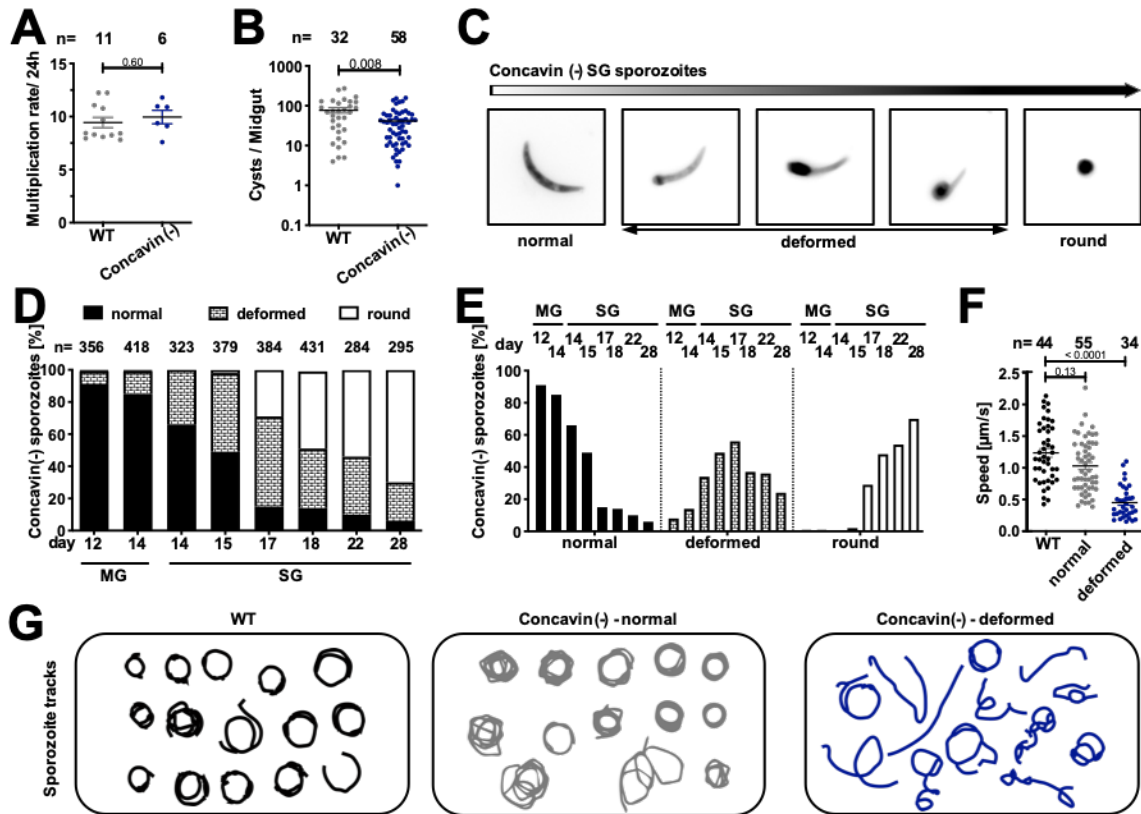 A
n= 11 6
0.60
Multiplication rate/ 24h
15
10
5
0
WT
Concavin(-)
B
n= 32 58
0.008
Cysts / Midgut
1000
100
10
1
0.1
WT
Concavin(-)
C
Concavin (-) SG sporozoites
normal
deformed
round
D
normal deformed round
n= 356 418 323 379 384 431 284 295
Concavin(-) sporozoites [%]
100
80
60
40
20
0
day 12 14 14 15 17 18 22 28
MG SG
E
MG SG MG SG MG SG
day 12 14 14 15 17 18 22 28 12 14 14 15 17 18 22 28 12 14 14 15 17 18 22 28
Concavin(-) sporozoites [%]
100
80
60
40
20
0
normal deformed round
F
n= 44 55 34
< 0.0001
0.13
Speed [µm/s]
2.5
2.0
1.5
1.0
0.5
0.0
WT
normal
deformed
G
WT
Concavin(-) - normal
Concavin(-) - deformed
Sporozoite tracks